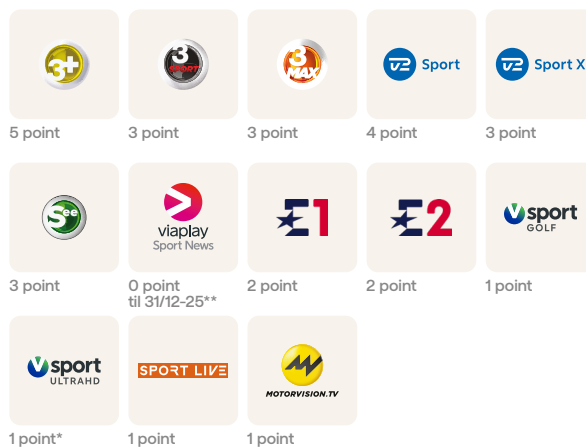 3+
3 SPORT
3 MAX
TV2 Sport
TV2 Sport X
5 point
3 point
3 point
4 point
3 point
See
viaplay
Sport News
E1
E2
V sport
GOLF
3 point
0 point
til 31/12-25**
2 point
2 point
1 point
V sport
ULTRAHD
SPORT LIVE
MOTORVISION.TV
1 point*
1 point
1 point